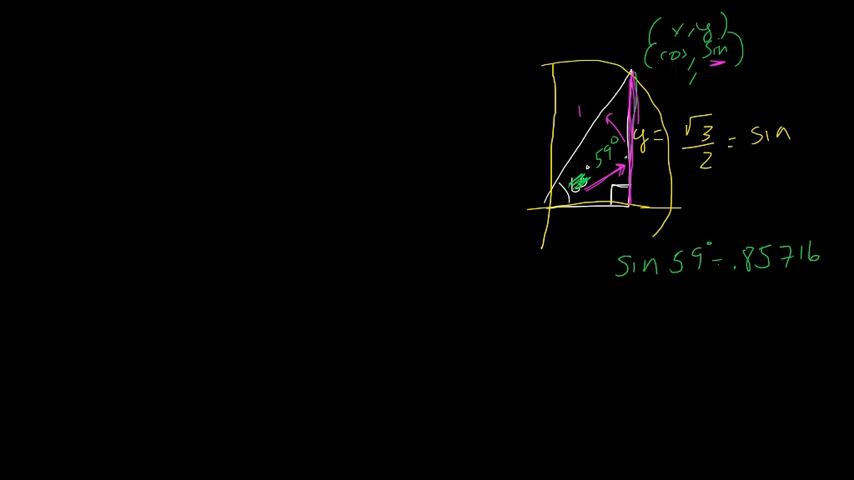 (x,y)
(cos, sin)
,
1
y = √3/2 = sin
59°
sin 59° = .85716